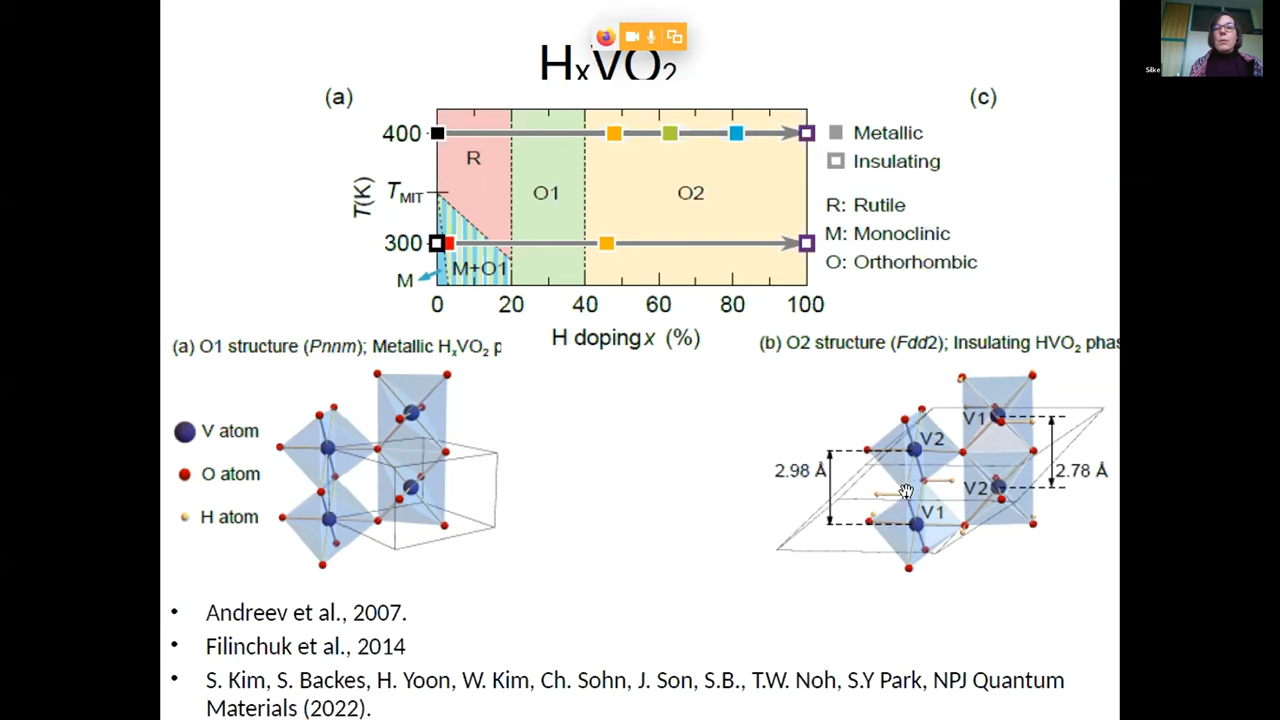 HₓVO₂
(a)
(c)
400
R
TMIT
T(K)
O1
O2
300
M
M+O1
0 20 40 60 80 100
H doping x (%)
Metallic
Insulating
R: Rutile
M: Monoclinic
O: Orthorhombic
Silke
(a) O1 structure (Pnnm); Metallic HₓVO₂ p
V atom
O atom
H atom
(b) O2 structure (Fdd2); Insulating HVO₂ phas
V1
V2
2.98 Å
2.78 Å
V2
V1
• Andreev et al., 2007.
• Filinchuk et al., 2014
• S. Kim, S. Backes, H. Yoon, W. Kim, Ch. Sohn, J. Son, S.B., T.W. Noh, S.Y Park, NPJ Quantum
Materials (2022).